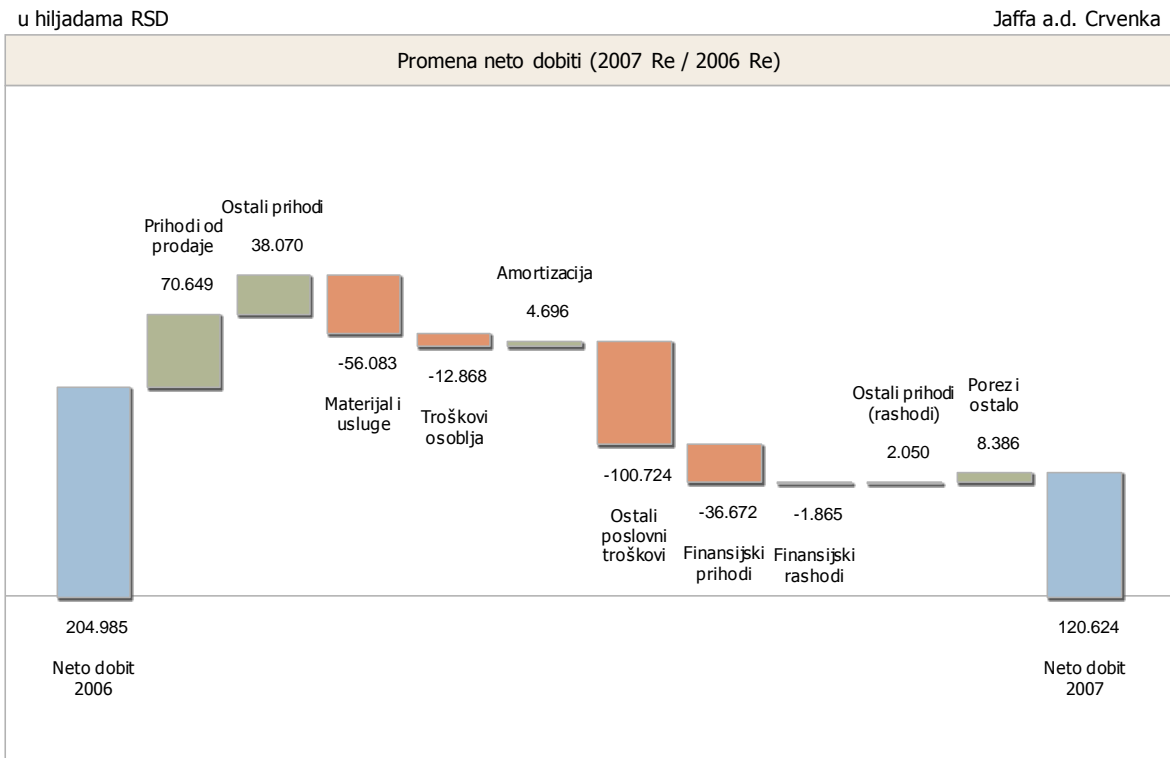 u hiljadama RSD
Jaffa a.d. Crvenka
Promena neto dobiti (2007 Re / 2006 Re)
Prihodi od
prodaje
70.649
Ostali prihodi
38.070
-56.083
Materijal i
usluge
-12.868
Troškovi
osoblja
Amortizacija
4.696
-100.724
Ostali
poslovni
troškovi
-36.672
Finansijski
prihodi
-1.865
Finansijski
rashodi
Ostali prihodi
(rashodi)
2.050
Porez i
ostalo
8.386
204.985
Neto dobit
2006
120.624
Neto dobit
2007